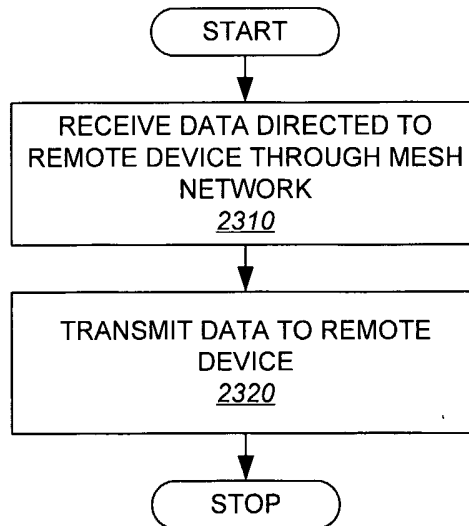 START
RECEIVE DATA DIRECTED TO
REMOTE DEVICE THROUGH MESH
NETWORK
2310
TRANSMIT DATA TO REMOTE
DEVICE
2320
STOP